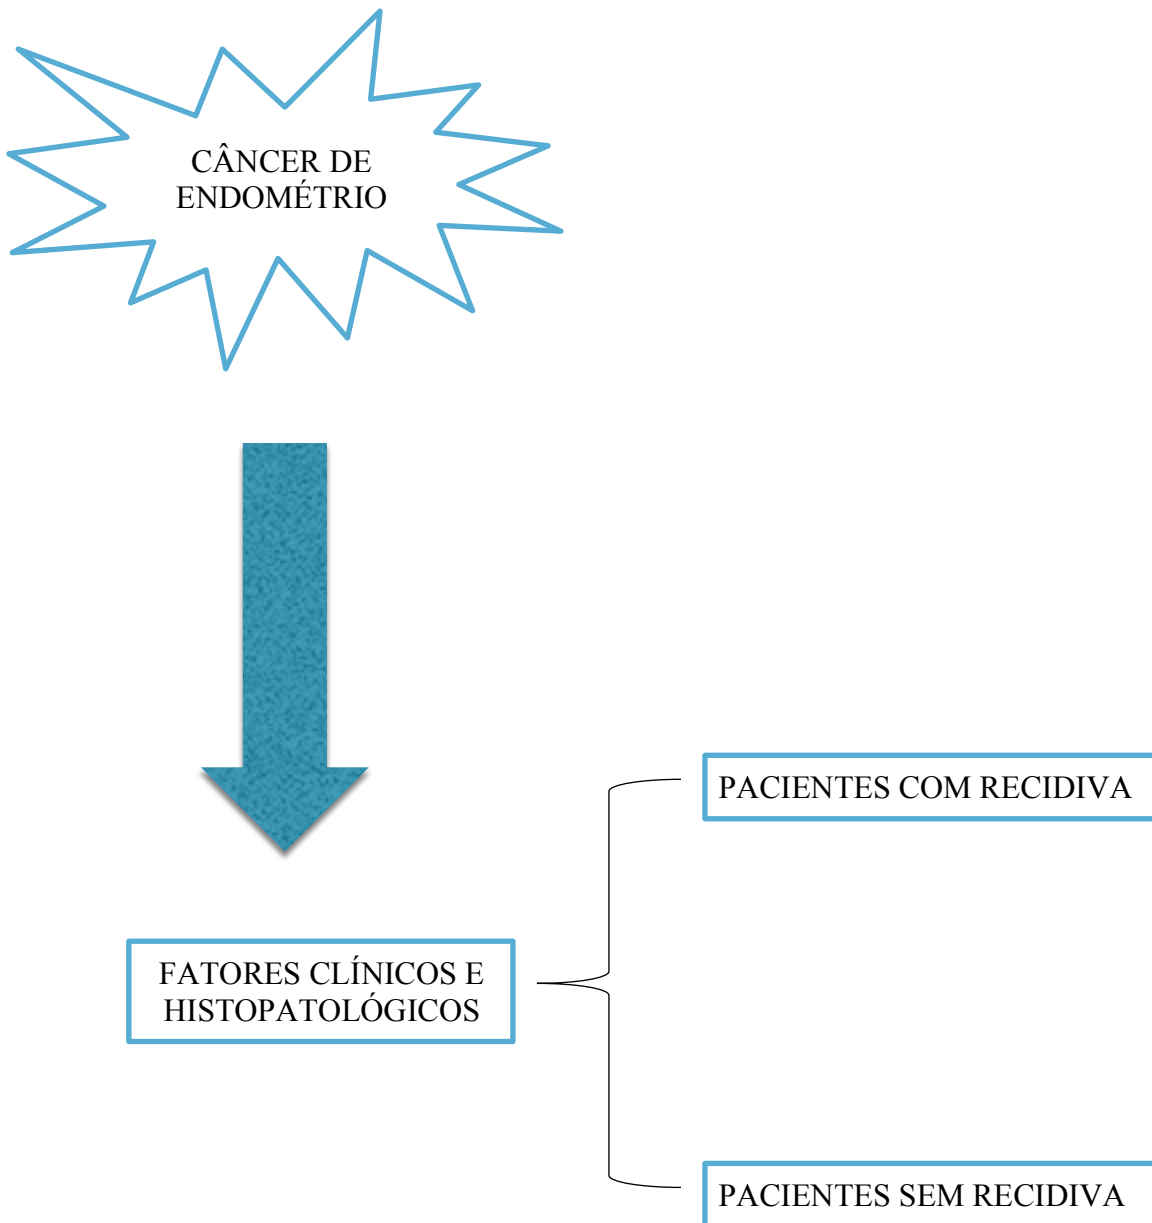 CÂNCER DE
ENDOMÉTRIO
PACIENTES COM RECIDIVA
FATORES CLÍNICOS E
HISTOPATOLÓGICOS
PACIENTES SEM RECIDIVA